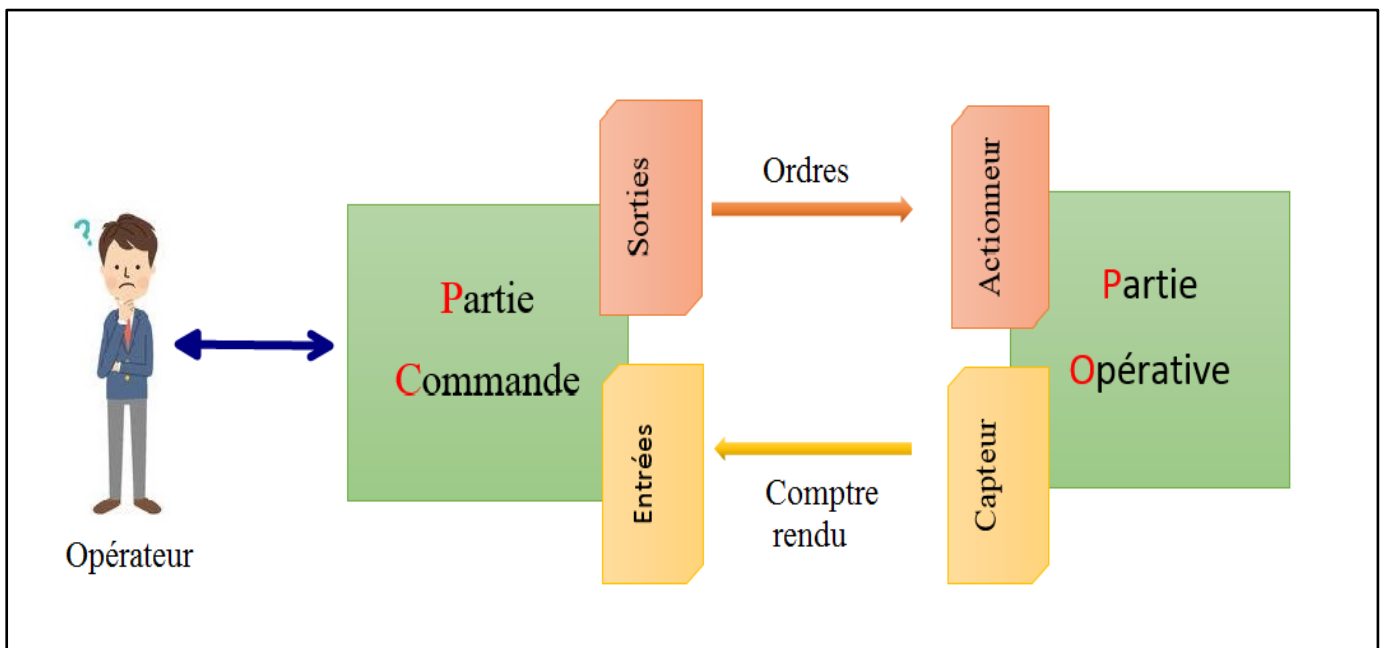 ?
Opérateur
Partie
Commande
Sorties
Entrées
Ordres
Comptre
rendu
Actionneur
Capteur
Partie
Opérative